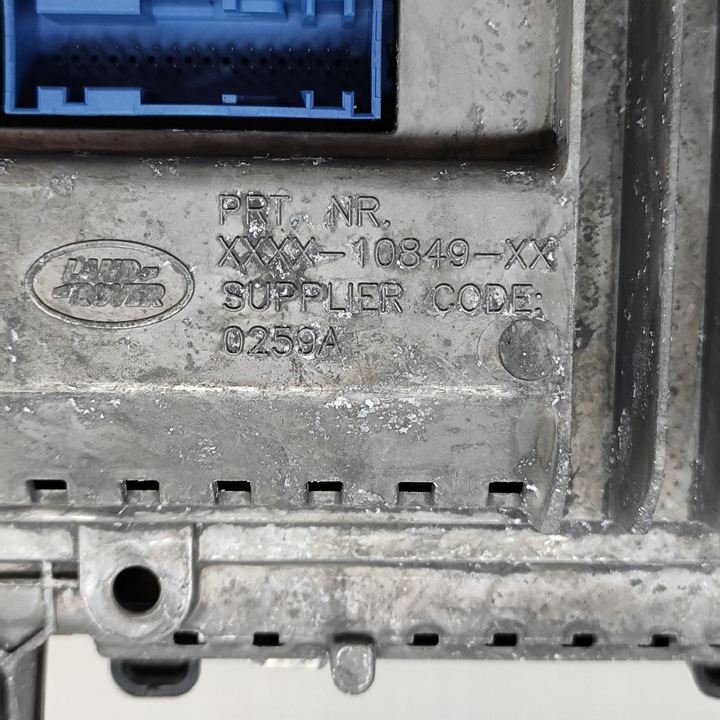 LAND-
-ROVER
PRT. NR.
XXXX-10849-XX
SUPPLIER CODE:
0259A